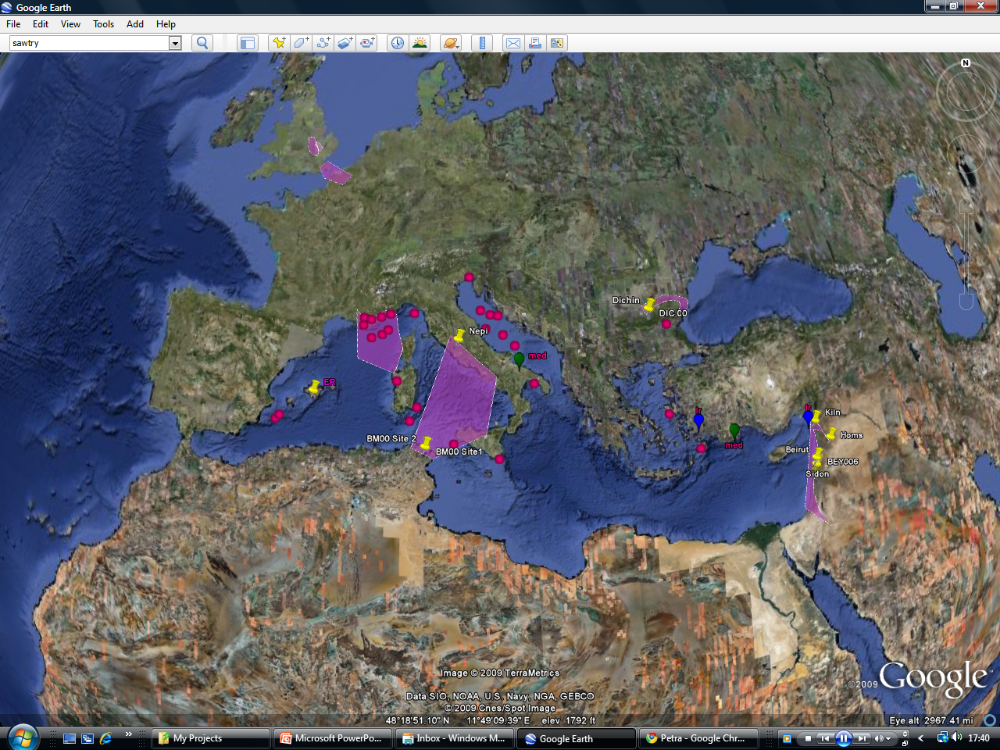 Google Earth
File Edit View Tools Add Help
sawtry
N
Dichin
DIC 00
Nepi
med
ER
lr
lr
Kiln
Homs
med
BM00 Site 2
BM00 Site1
Beirut
BEY006
Sidon
Image © 2009 TerraMetrics
©2009 Google
Data SIO, NOAA, U.S. Navy, NGA, GEBCO
© 2009 Cnes/Spot Image
48°18'51.10" N 11°49'09.39" E elev 1792 ft Eye alt 2967.41 mi
My Projects Microsoft PowerPo... Inbox - Windows M... Google Earth Petra - Google Chr... 17:40